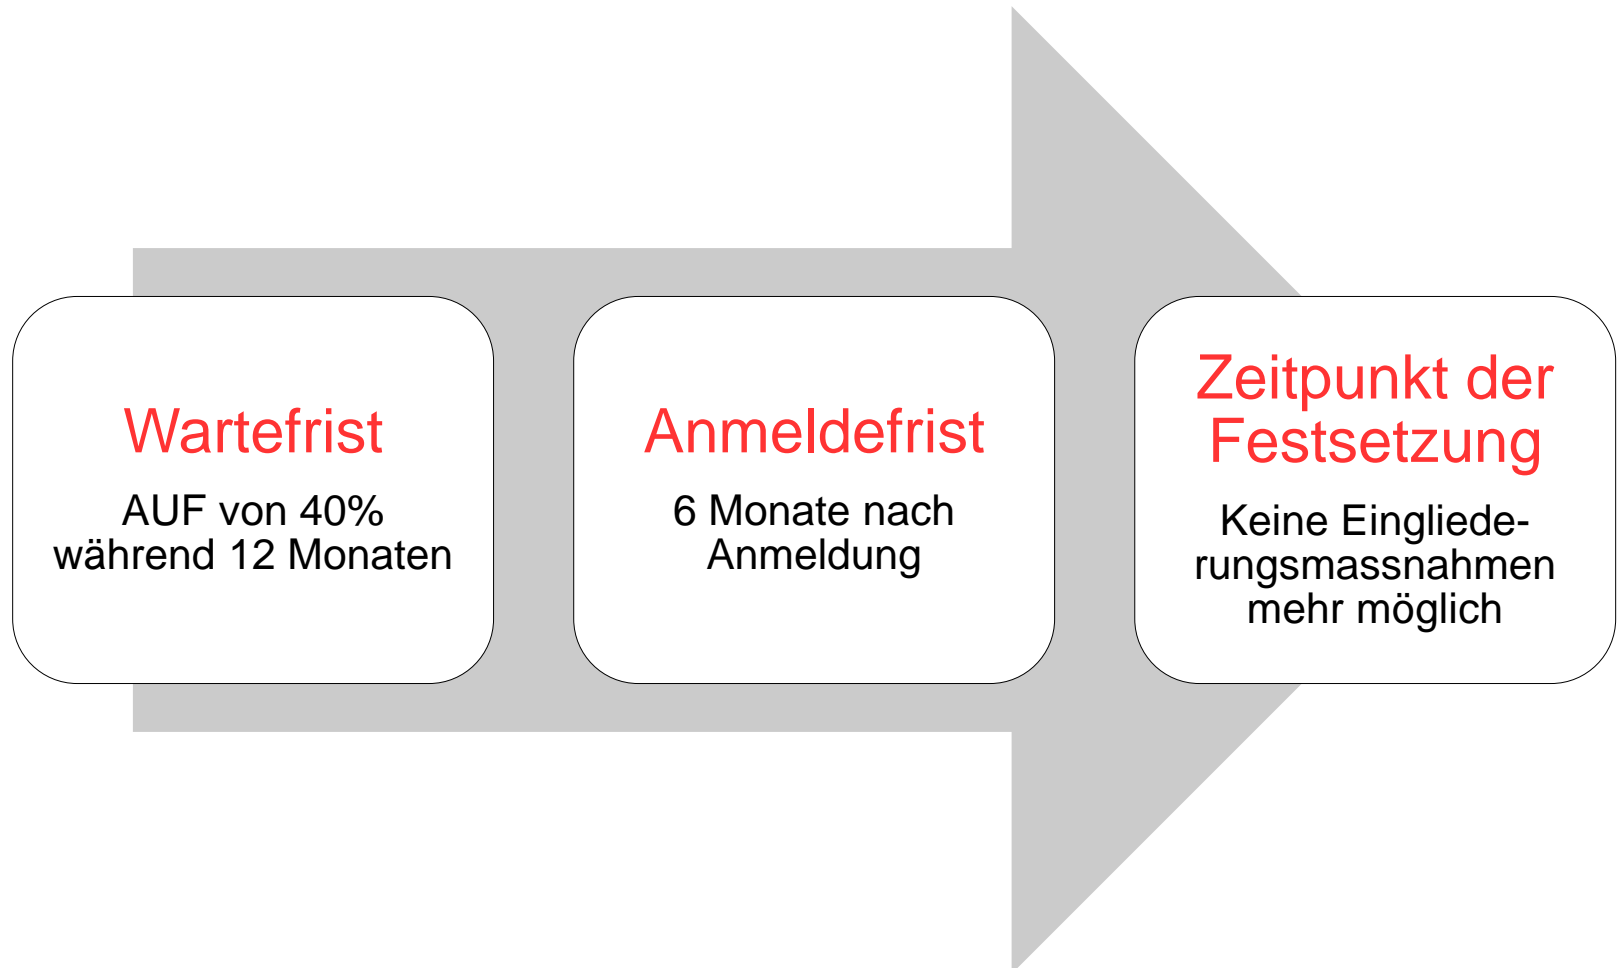 Wartefrist
AUF von 40%
während 12 Monaten
Anmeldefrist
6 Monate nach
Anmeldung
Zeitpunkt der
Festsetzung
Keine Eingliede-
rungsmassnahmen
mehr möglich